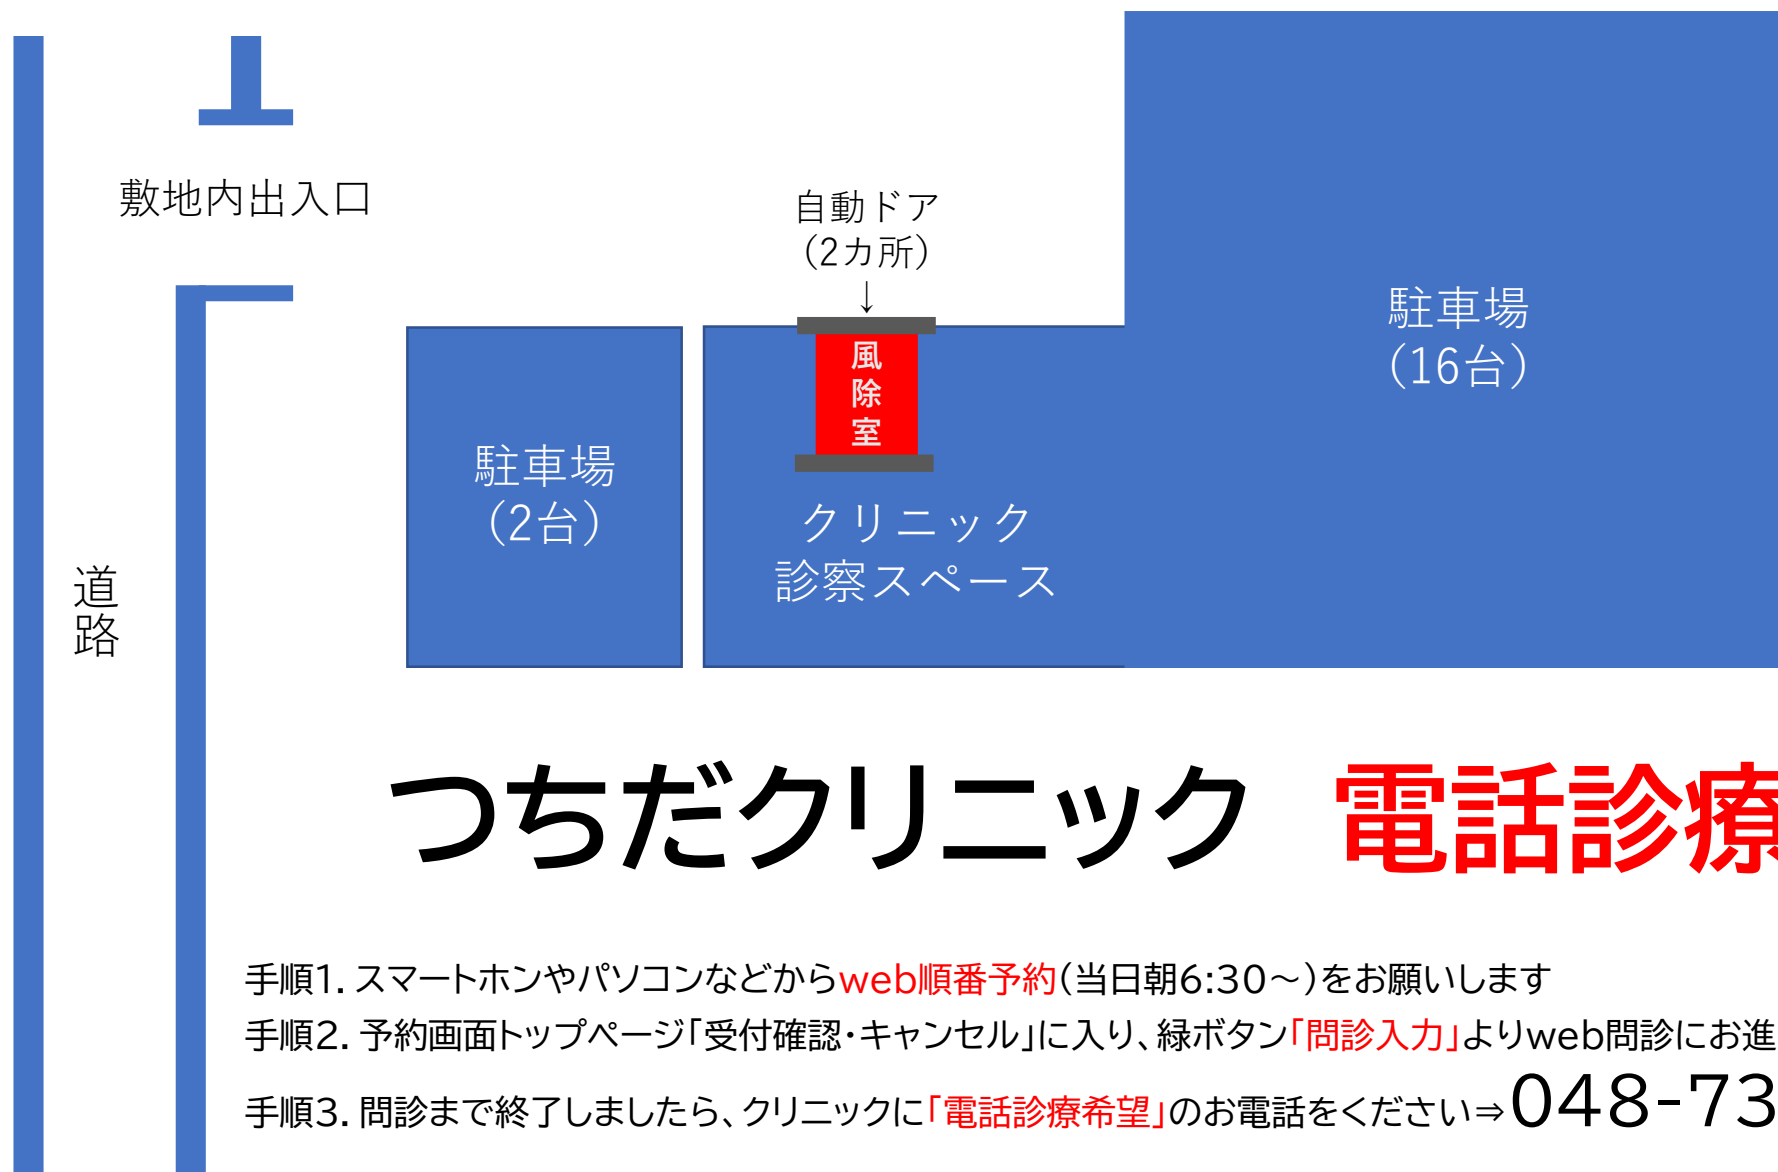 敷地内出入口
自動ドア
(2カ所)
↓
風除室
駐車場
(16台)
駐車場
(2台)
クリニック
診察スペース
道路
つちだクリニック 電話診療
手順1. スマートホンやパソコンなどからweb順番予約(当日朝6:30～)をお願いします
手順2. 予約画面トップページ「受付確認・キャンセル」に入り、緑ボタン「問診入力」よりweb問診にお進
手順3. 問診まで終了しましたら、クリニックに「電話診療希望」のお電話をください⇒048-73